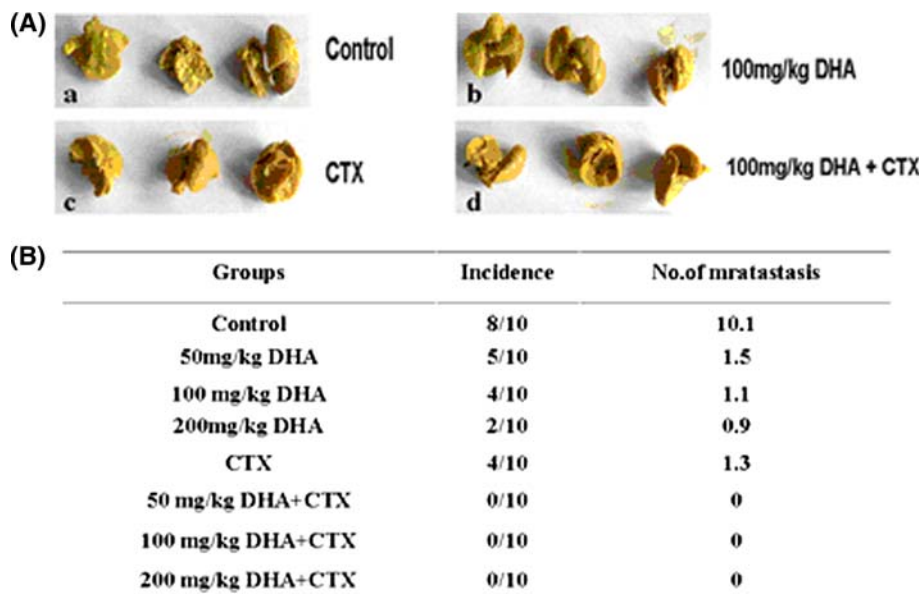 (A)
a
Control
b
100mg/kg DHA
c
CTX
d
100mg/kg DHA + CTX
(B)
Groups Incidence No.of mratastasis
Control 8/10 10.1
50mg/kg DHA 5/10 1.5
100 mg/kg DHA 4/10 1.1
200mg/kg DHA 2/10 0.9
CTX 4/10 1.3
50 mg/kg DHA+CTX 0/10 0
100 mg/kg DHA+CTX 0/10 0
200 mg/kg DHA+CTX 0/10 0